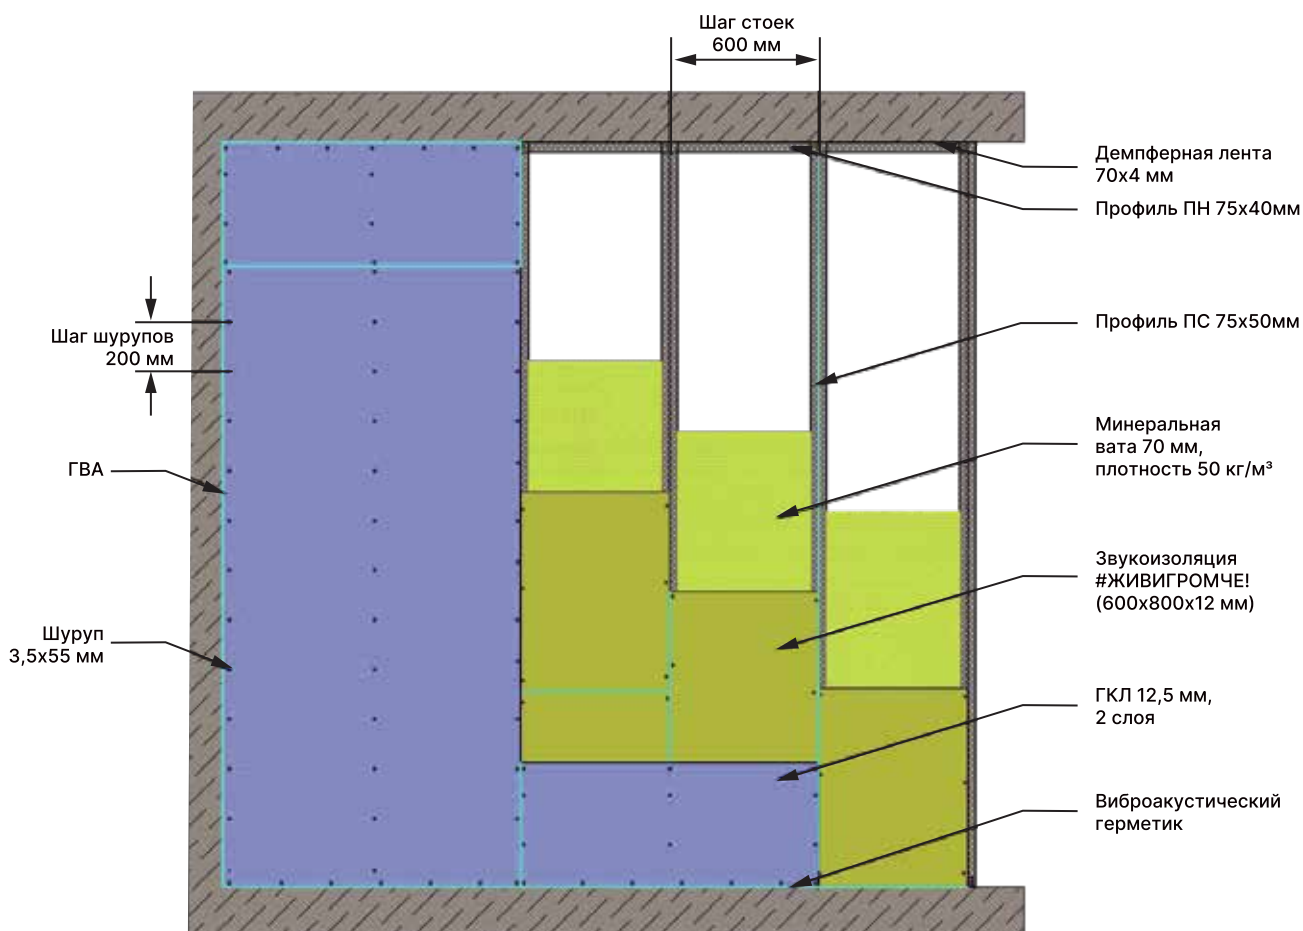 Шаг стоек
600 мм
Демпферная лента
70х4 мм
Профиль ПН 75х40мм
Шаг шурупов
200 мм
Профиль ПС 75х50мм
Минеральная
вата 70 мм,
плотность 50 кг/м³
ГВА
Звукоизоляция
#ЖИВИГРОМЧЕ!
(600х800х12 мм)
Шуруп
3,5х55 мм
ГКЛ 12,5 мм,
2 слоя
Виброакустический
герметик